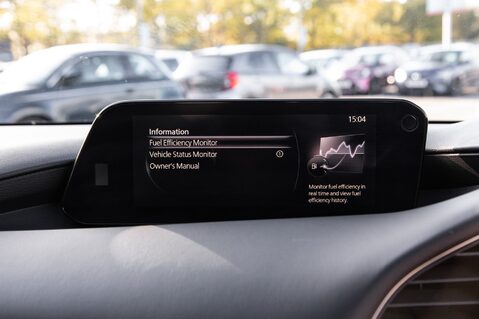 15:04
Information
Fuel Efficiency Monitor
Vehicle Status Monitor
Owner's Manual
Monitor fuel efficiency in
real time and view fuel
efficiency history.